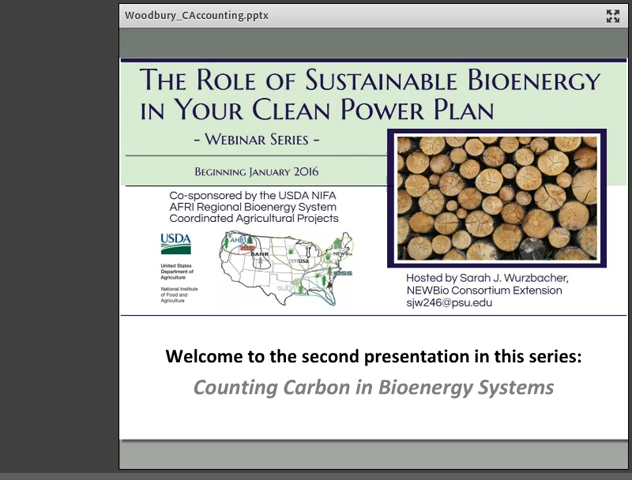 Woodbury_CAccounting.pptx
THE ROLE OF SUSTAINABLE BIOENERGY
IN YOUR CLEAN POWER PLAN
- WEBINAR SERIES -
BEGINNING JANUARY 2016
Co-sponsored by the USDA NIFA
AFRI Regional Bioenergy System
Coordinated Agricultural Projects
USDA
United States
Department of
Agriculture
National Institute
of Food and
Agriculture
BANR
Hosted by Sarah J. Wurzbacher,
NEWBio Consortium Extension
sjw246@psu.edu
Welcome to the second presentation in this series:
Counting Carbon in Bioenergy Systems